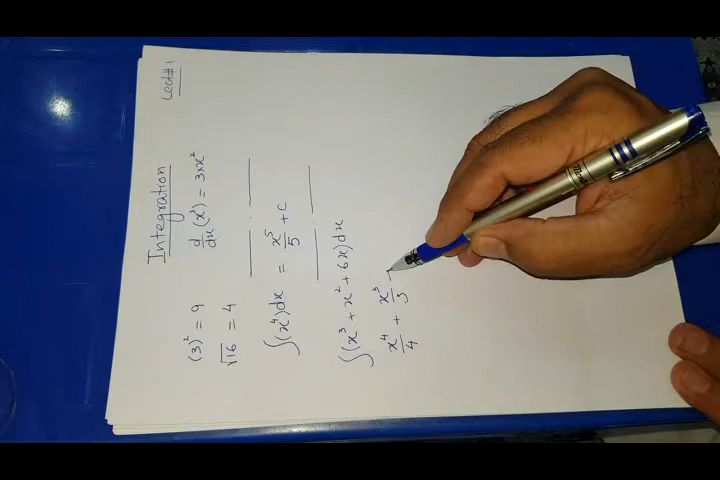 Lect#1
Integration
(3)² = 9
d/dx (x³) = 3xx²
√16 = 4
∫(x⁴)dx = x⁵/5 + c
∫(x³ + x² + 6x)dx
x⁴/4 + x³/3